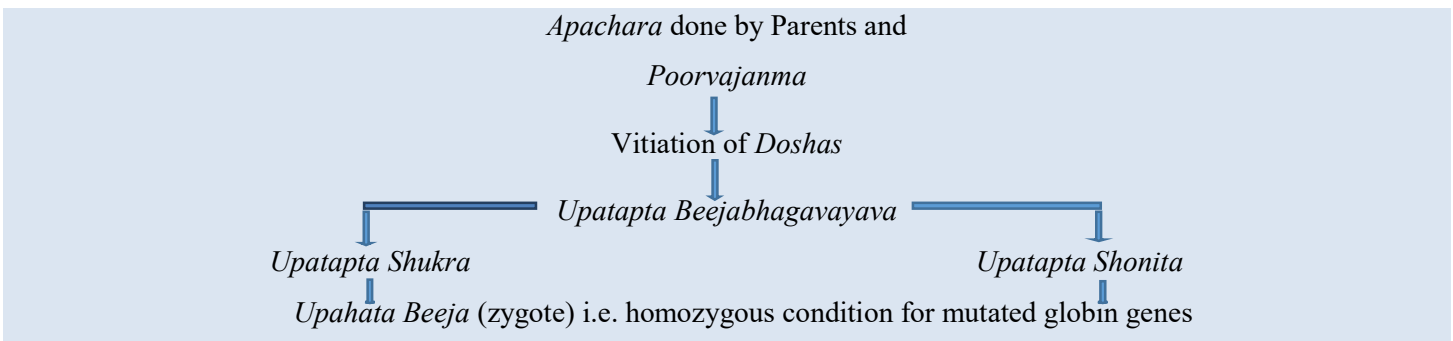 Apachara done by Parents and
Poorvajanma
Vitiation of Doshas
Upatapta Beejabhagavayava
Upatapta Shukra Upatapta Shonita
Upahata Beeja (zygote) i.e. homozygous condition for mutated globin genes